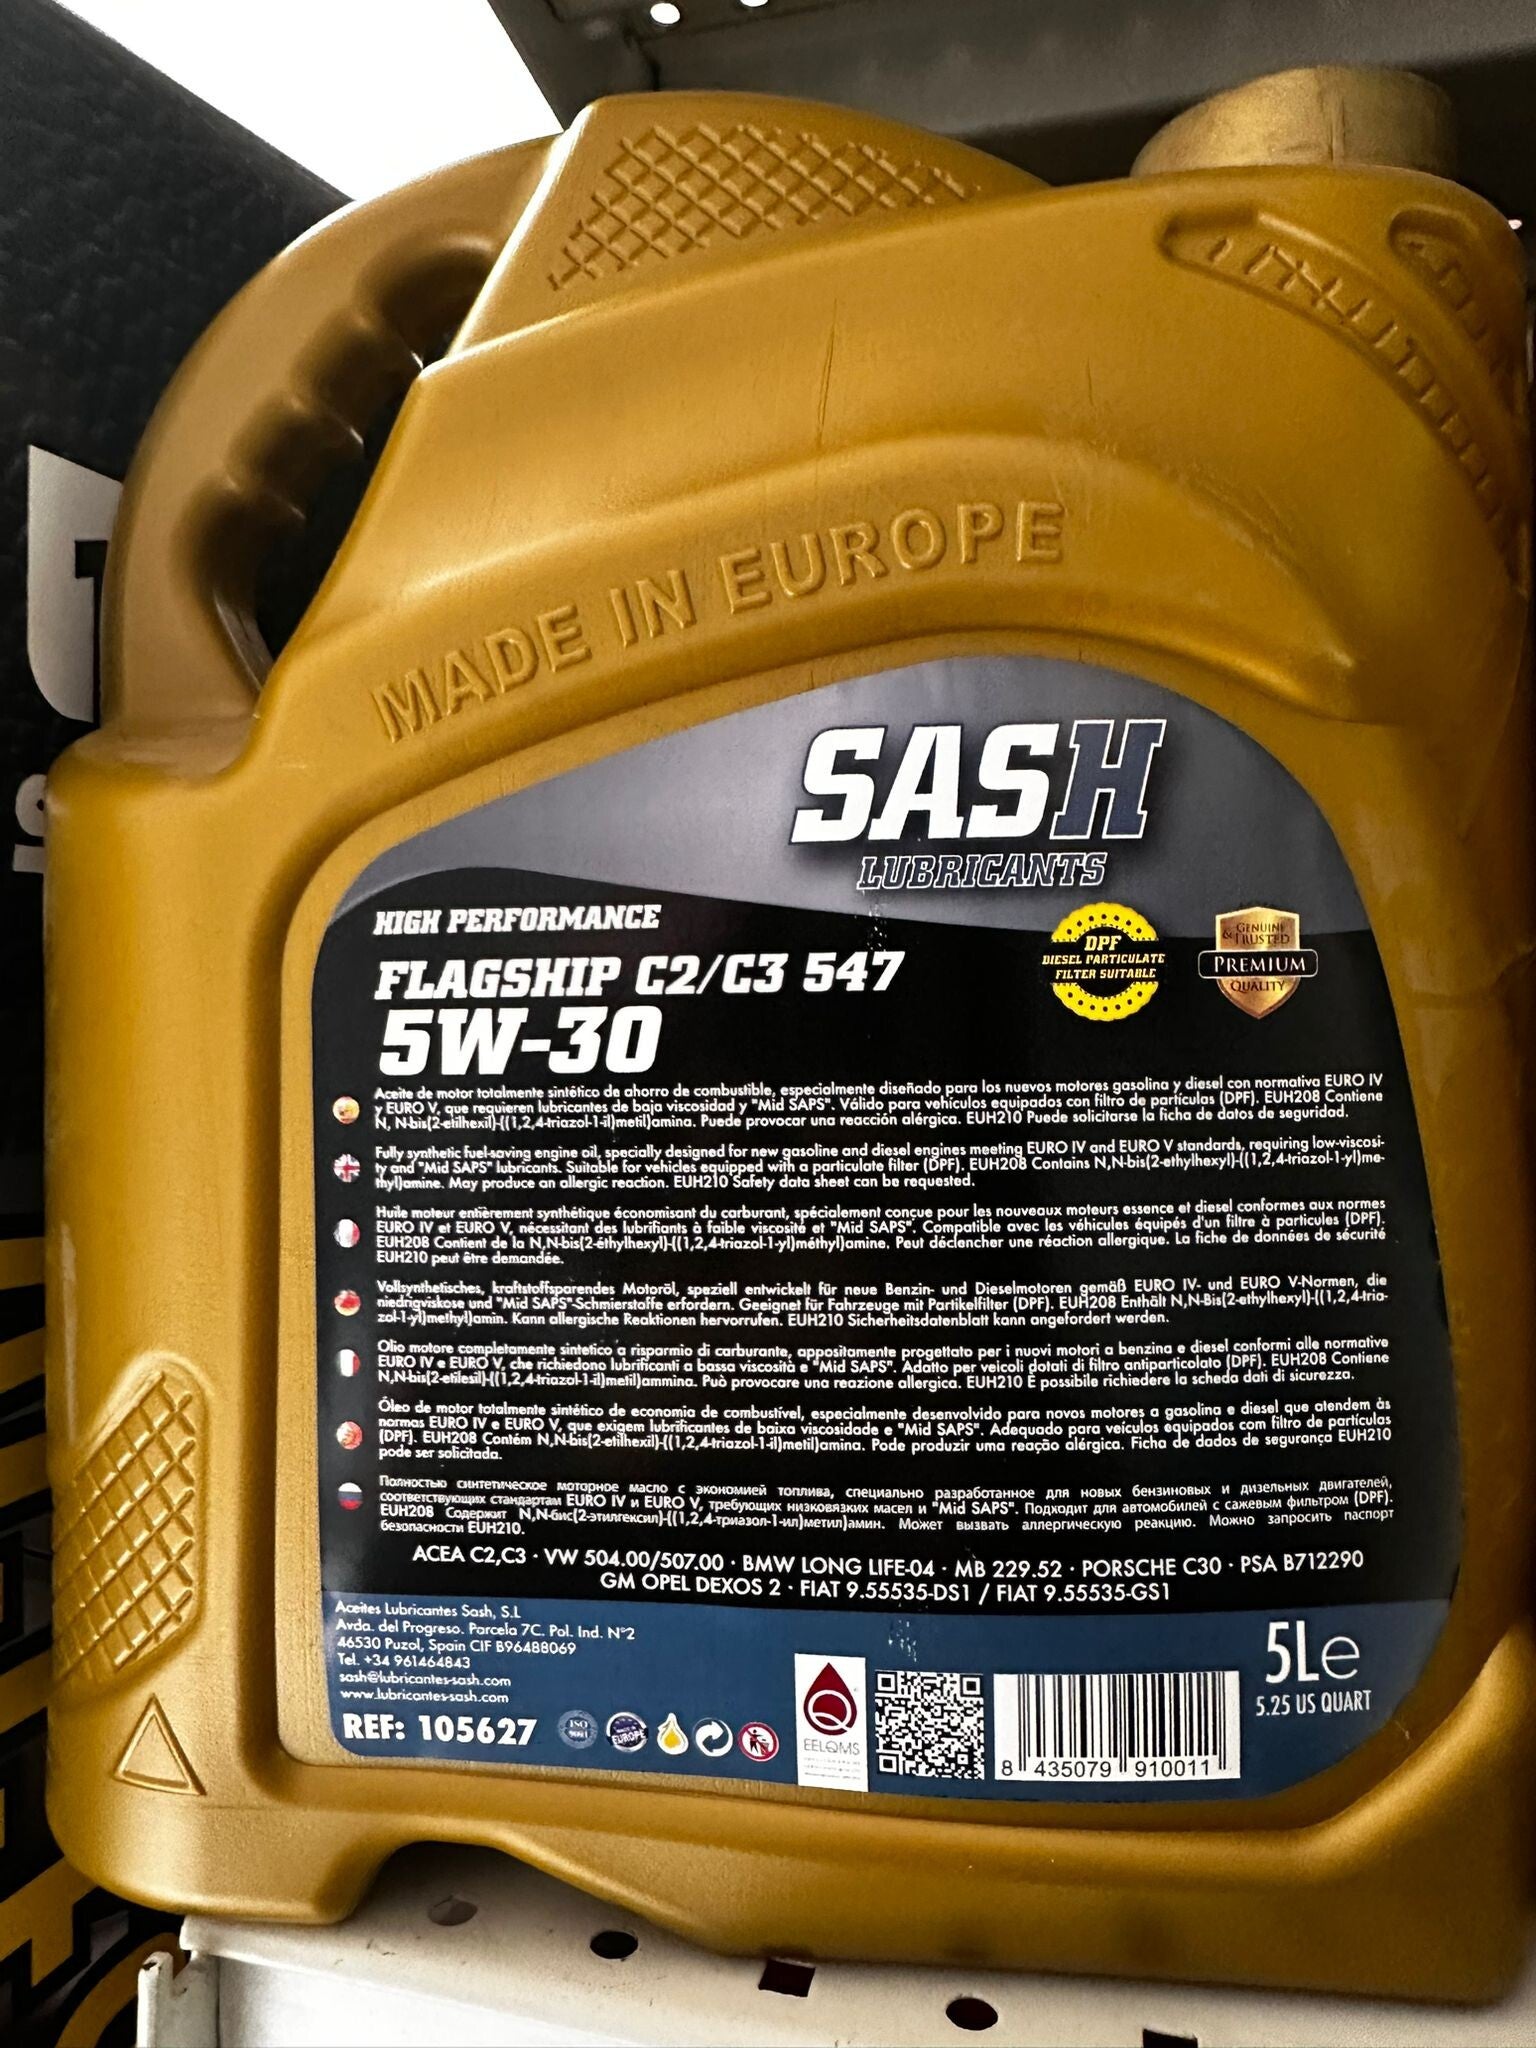 MADE IN EUROPE
SASH
LUBRICANTS
HIGH PERFORMANCE
FLAGSHIP C2/C3 547
5W-30
DPF
DIESEL PARTICULATE
FILTER SUITABLE
GENUINE
& TRUSTED
PREMIUM
QUALITY
Aceite de motor totalmente sintético de ahorro de combustible, especialmente diseñado para los nuevos motores gasolina y diesel con normativa EURO IV
y EURO V, que requieren lubricantes de baja viscosidad y "Mid SAPS". Válido para vehículos equipados con filtro de partículas (DPF). EUH208 Contiene
N, N-bis(2-etilhexil)-((1,2,4-triazol-1-il)metil)amina. Puede provocar una reacción alérgica. EUH210 Puede solicitarse la ficha de datos de seguridad.
Fully synthetic fuel-saving engine oil, specially designed for new gasoline and diesel engines meeting EURO IV and EURO V standards, requiring low-viscosi-
ty and "Mid SAPS" lubricants. Suitable for vehicles equipped with a particulate filter (DPF). EUH208 Contains N,N-bis(2-ethylhexyl)-((1,2,4-triazol-1-yl)me-
thyl)amine. May produce an allergic reaction. EUH210 Safety data sheet can be requested.
Huile moteur entièrement synthétique économisant du carburant, spécialement conçue pour les nouveaux moteurs essence et diesel conformes aux normes
EURO IV et EURO V, nécessitant des lubrifiants à faible viscosité et "Mid SAPS". Compatible avec les véhicules équipés d'un filtre à particules (DPF).
EUH208 Contient de la N,N-bis(2-éthylhexyl)-((1,2,4-triazol-1-yl)méthyl)amine. Peut déclencher une réaction allergique. La fiche de données de sécurité
EUH210 peut être demandée.
Vollsynthetisches, kraftstoffsparendes Motoröl, speziell entwickelt für neue Benzin- und Dieselmotoren gemäß EURO IV- und EURO V-Normen, die
niedrigviskose und "Mid SAPS"-Schmierstoffe erfordern. Geeignet für Fahrzeuge mit Partikelfilter (DPF). EUH208 Enthält N,N-Bis(2-ethylhexyl)-((1,2,4-tria-
zol-1-yl)methyl)amin. Kann allergische Reaktionen hervorrufen. EUH210 Sicherheitsdatenblatt kann angefordert werden.
Olio motore completamente sintetico a risparmio di carburante, appositamente progettato per i nuovi motori a benzina e diesel conformi alle normative
EURO IV e EURO V, che richiedono lubrificanti a bassa viscosità e "Mid SAPS". Adatto per veicoli dotati di filtro antiparticolato (DPF). EUH208 Contiene
N,N-bis(2-etilesil)-((1,2,4-triazol-1-il)metil)ammina. Può provocare una reazione allergica. EUH210 È possibile richiedere la scheda dati di sicurezza.
Óleo de motor totalmente sintético de economia de combustível, especialmente desenvolvido para novos motores a gasolina e diesel que atendem às
normas EURO IV e EURO V, que exigem lubrificantes de baixa viscosidade e "Mid SAPS". Adequado para veículos equipados com filtro de partículas
(DPF). EUH208 Contém N,N-bis(2-etilhexil)-((1,2,4-triazol-1-il)metil)amina. Pode produzir uma reação alérgica. Ficha de dados de segurança EUH210
pode ser solicitada.
Полностью синтетическое моторное масло с экономией топлива, специально разработанное для новых бензиновых и дизельных двигателей,
соответствующих стандартам EURO IV и EURO V, требующих низковязких масел и "Mid SAPS". Подходит для автомобилей с сажевым фильтром (DPF).
EUH208 Содержит N,N-бис(2-этилгексил)-((1,2,4-триазол-1-ил)метил)амин. Может вызвать аллергическую реакцию. Можно запросить паспорт
безопасности EUH210.
ACEA C2,C3 · VW 504.00/507.00 · BMW LONG LIFE-04 · MB 229.52 · PORSCHE C30 · PSA B712290
GM OPEL DEXOS 2 · FIAT 9.55535-DS1 / FIAT 9.55535-GS1
Aceites Lubricantes Sash, S.L
Avda. del Progreso. Parcela 7C. Pol. Ind. Nº2
46530 Puzol, Spain CIF B96488069
Tel. +34 961464843
sash@lubricantes-sash.com
www.lubricantes-sash.com
REF: 105627
ISO
9001
EUROPE
EELQMS
8 435079 910011
5Le
5.25 US QUART